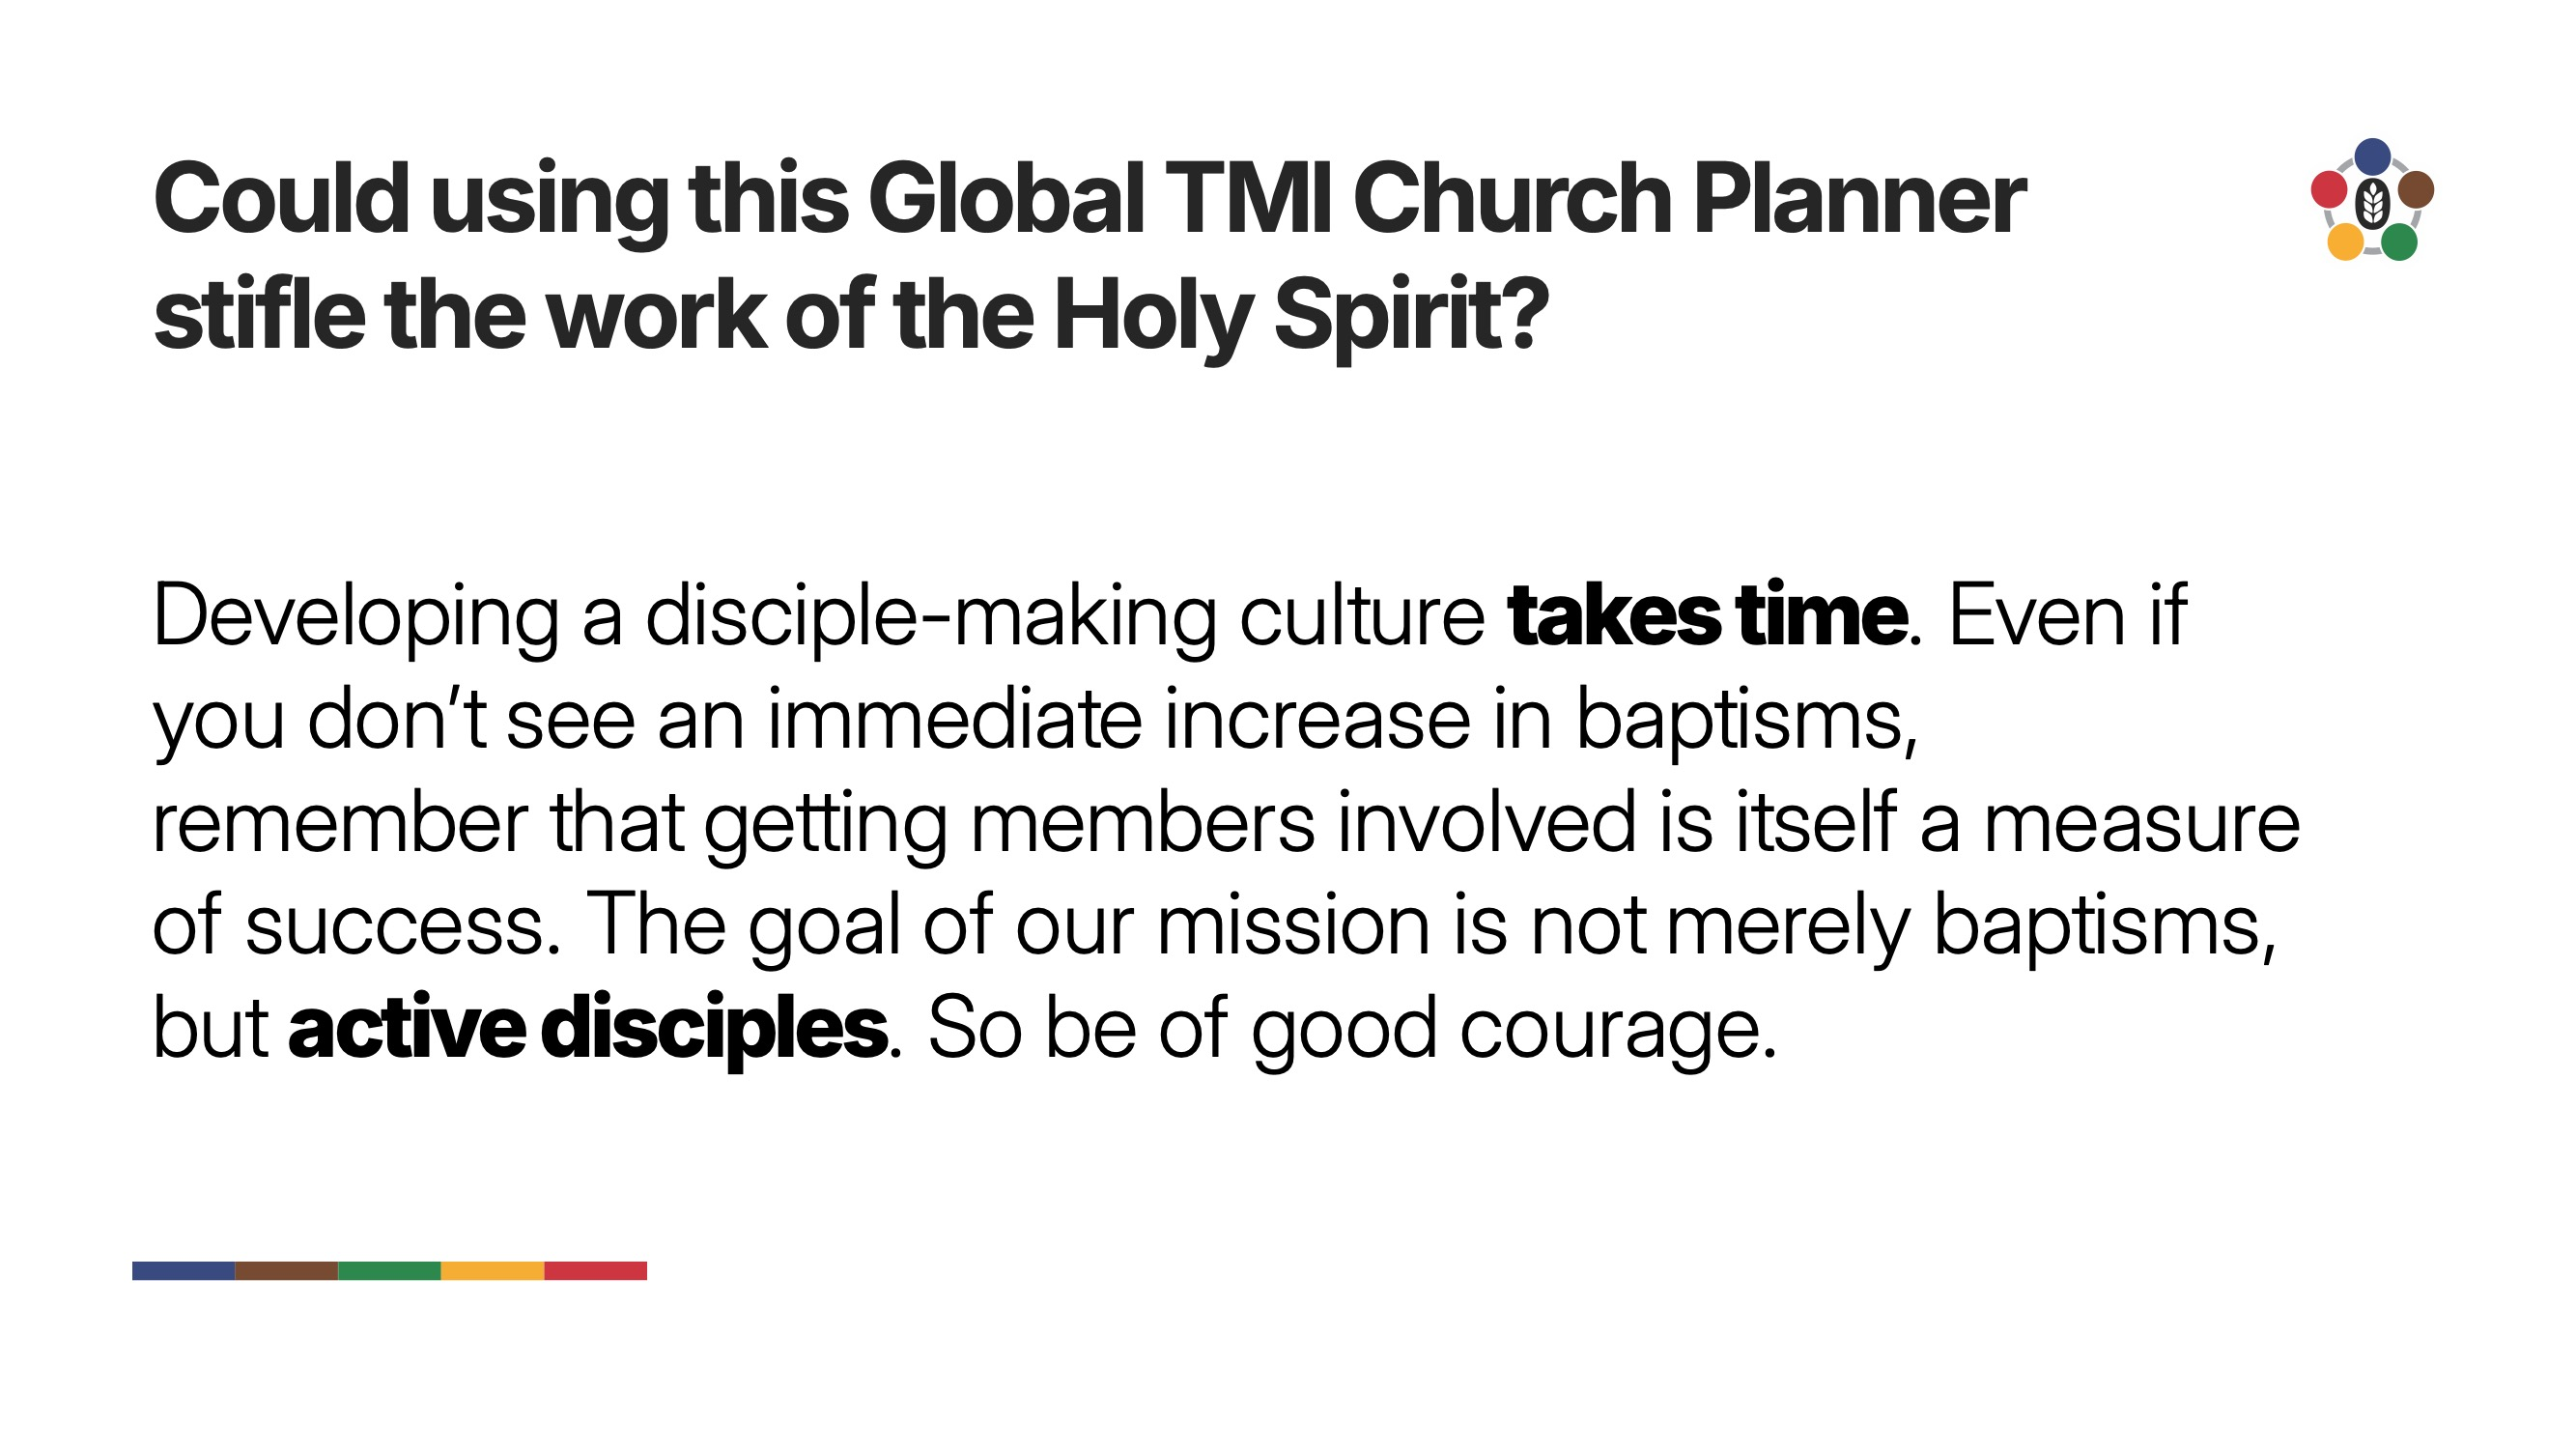 Could using this Global TMI Church Planner
stifle the work of the Holy Spirit?
Developing a disciple-making culture takes time. Even if
you don’t see an immediate increase in baptisms,
remember that getting members involved is itself a measure
of success. The goal of our mission is not merely baptisms,
but active disciples. So be of good courage.